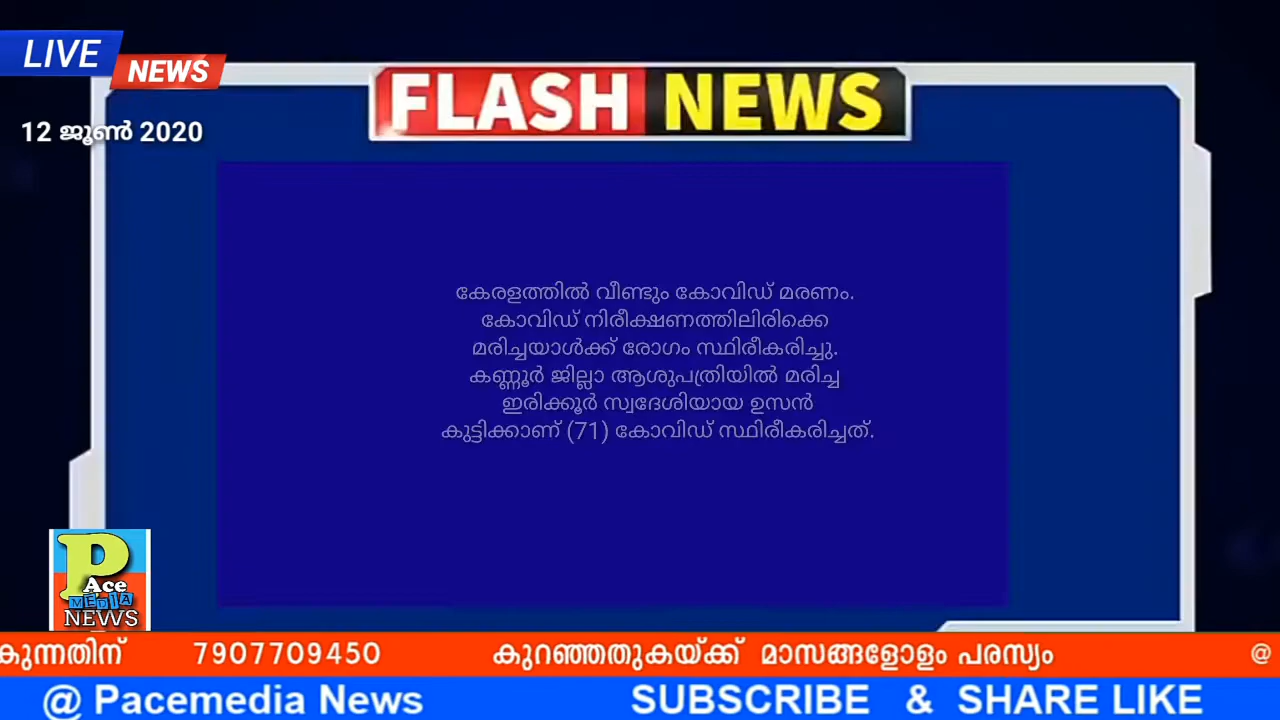 LIVE
NEWS
FLASH NEWS
12 ജൂൺ 2020
കേരളത്തിൽ വീണ്ടും കോവിഡ് മരണം.
കോവിഡ് നിരീക്ഷണത്തിലിരിക്കെ
മരിച്ചയാൾക്ക് രോഗം സ്ഥിരീകരിച്ചു.
കണ്ണൂർ ജില്ലാ ആശുപത്രിയിൽ മരിച്ച
ഇരിക്കൂർ സ്വദേശിയായ ഉസൻ
കുട്ടിക്കാണ് (71) കോവിഡ് സ്ഥിരീകരിച്ചത്.
P
Ace
MEDIA
NEWS
കുന്നതിന് 7907709450 കുറഞ്ഞതുകയ്ക്ക് മാസങ്ങളോളം പരസ്യം @
@ Pacemedia News SUBSCRIBE & SHARE LIKE